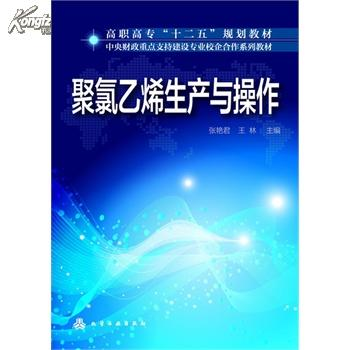 Kongfz
高职高专“十二五”规划教材
中央财政重点支持建设专业校企合作系列教材
聚氯乙烯生产与操作
张艳君 王林 主编
化学工业出版社